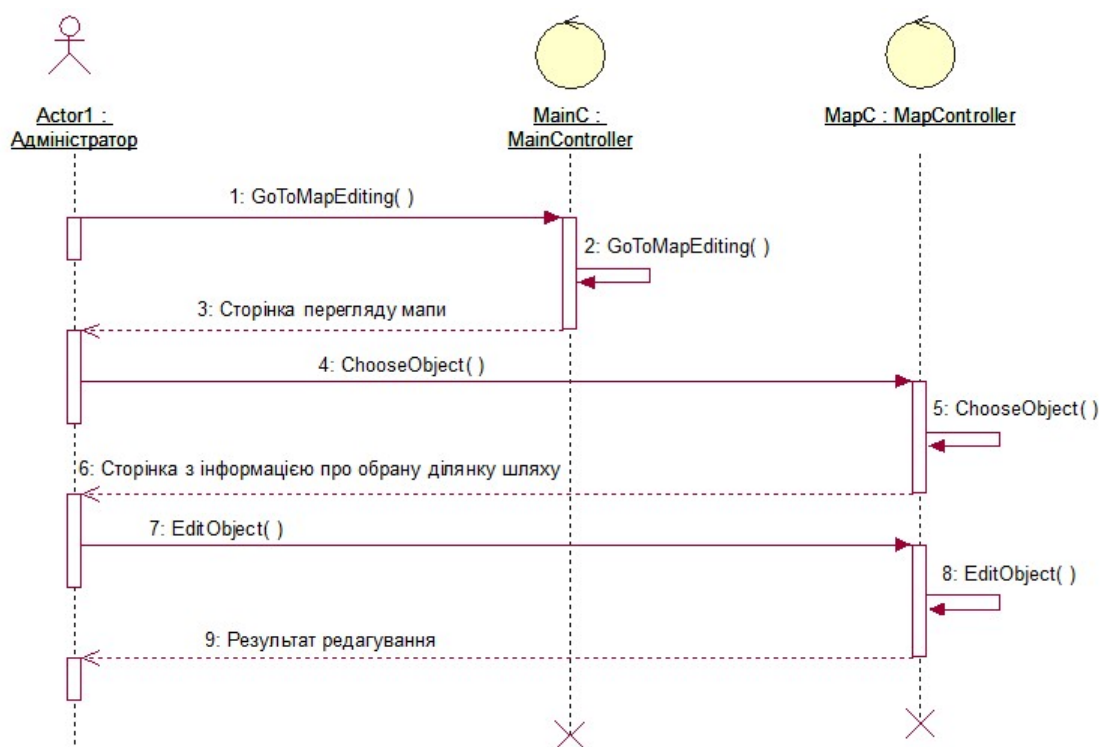 Actor1 :
Адміністратор
MainC :
MainController
MapC : MapController
1: GoToMapEditing( )
2: GoToMapEditing( )
3: Сторінка перегляду мапи
4: ChooseObject( )
5: ChooseObject( )
6: Сторінка з інформацією про обрану ділянку шляху
7: EditObject( )
8: EditObject( )
9: Результат редагування